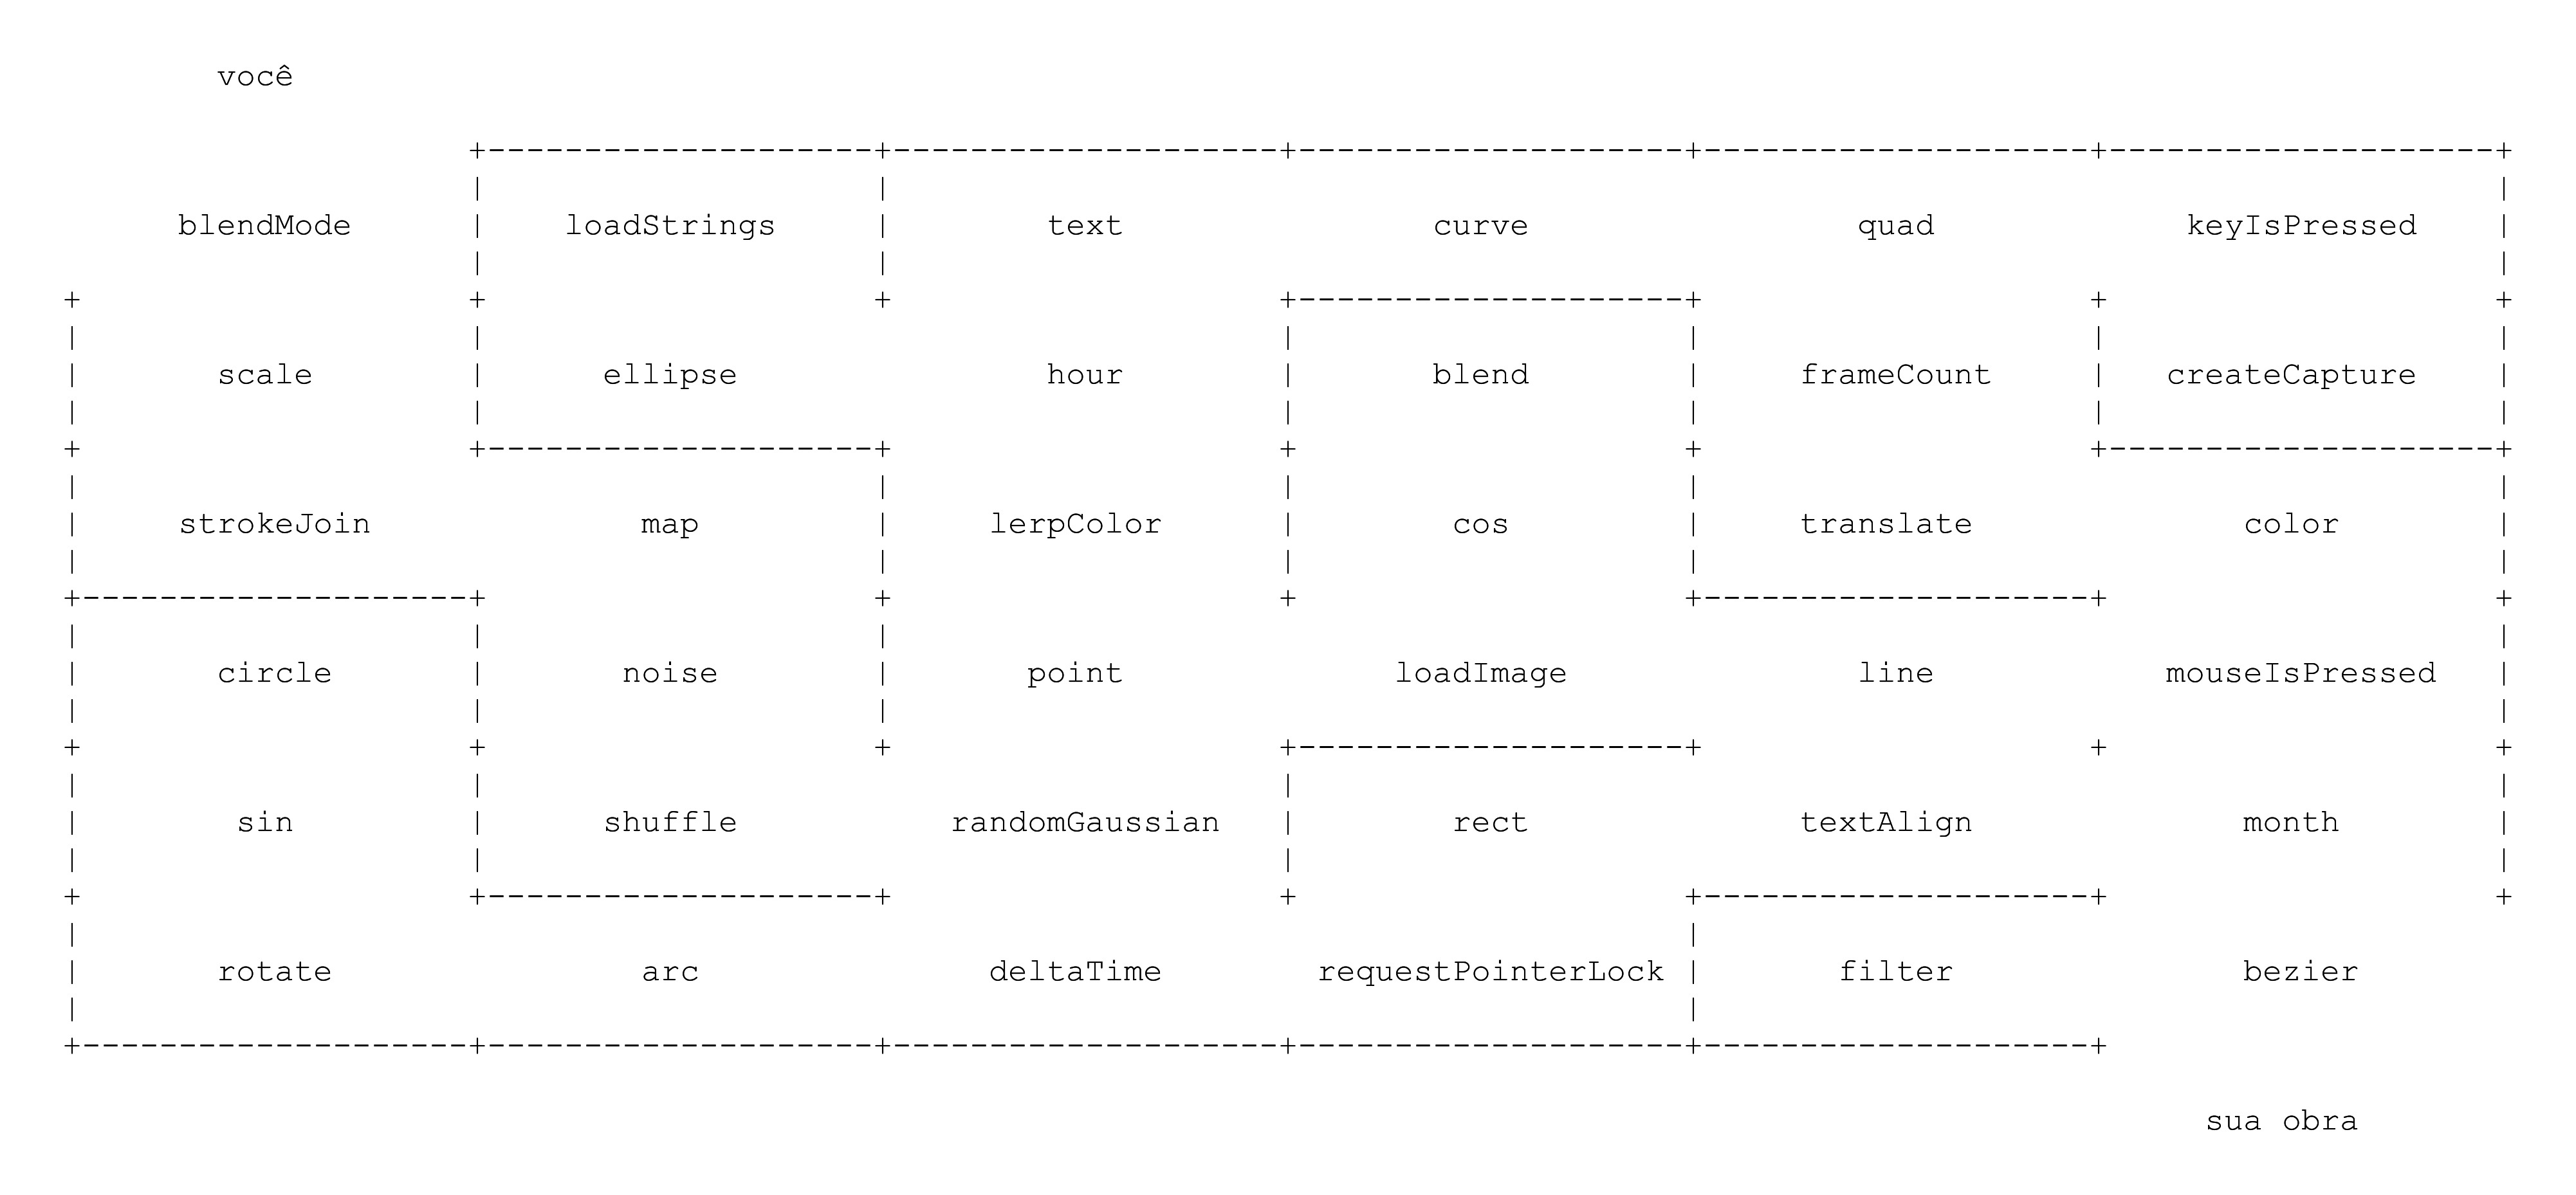 você
blendMode loadStrings text curve quad keyIsPressed
scale ellipse hour blend frameCount createCapture
strokeJoin map lerpColor cos translate color
circle noise point loadImage line mouseIsPressed
sin shuffle randomGaussian rect textAlign month
rotate arc deltaTime requestPointerLock filter bezier
sua obra